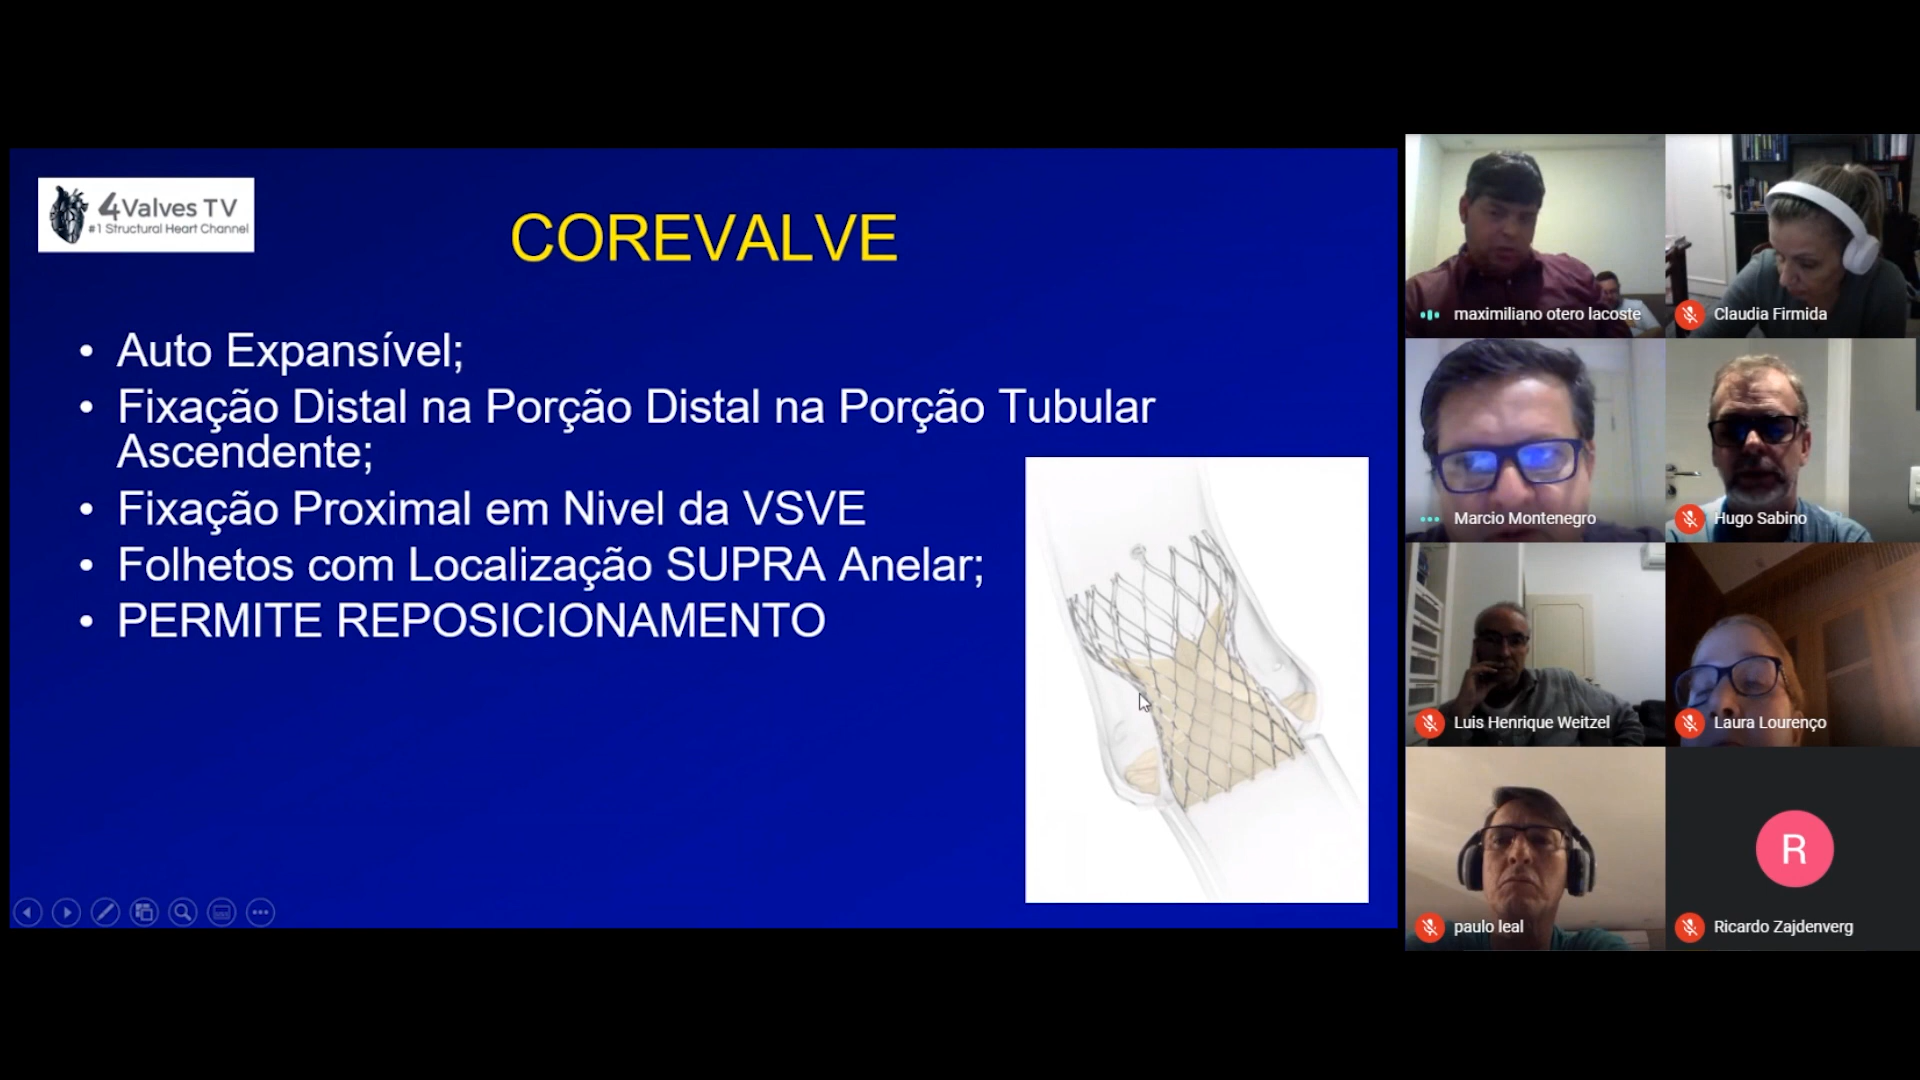 4Valves TV
#1 Structural Heart Channel
COREVALVE
• Auto Expansível;
• Fixação Distal na Porção Distal na Porção Tubular
Ascendente;
• Fixação Proximal em Nivel da VSVE
• Folhetos com Localização SUPRA Anelar;
• PERMITE REPOSICIONAMENTO
maximiliano otero lacoste
Claudia Firmida
Marcio Montenegro
Hugo Sabino
Luis Henrique Weitzel
Laura Lourenço
paulo leal
R
Ricardo Zajdenverg